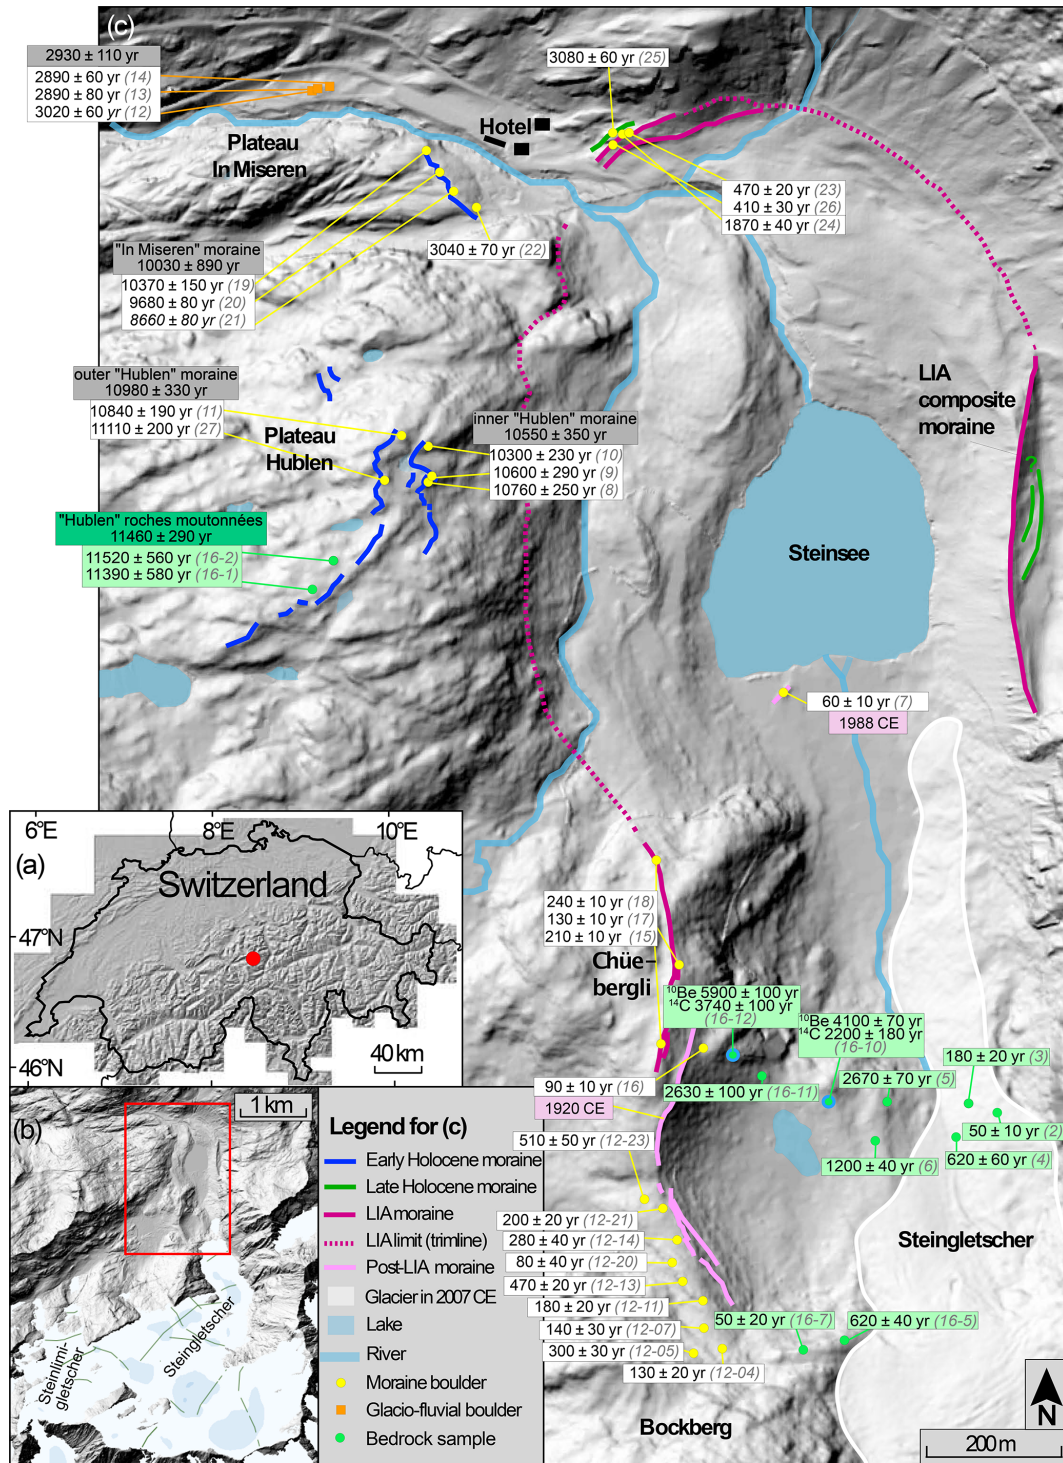 (c)
2930 ± 110 yr
2890 ± 60 yr (14)
2890 ± 80 yr (13)
3020 ± 60 yr (12)
3080 ± 60 yr (25)
Hotel
Plateau
In Miseren
470 ± 20 yr (23)
410 ± 30 yr (26)
1870 ± 40 yr (24)
3040 ± 70 yr (22)
"In Miseren" moraine
10030 ± 890 yr
10370 ± 150 yr (19)
9680 ± 80 yr (20)
8660 ± 80 yr (21)
outer "Hublen" moraine
10980 ± 330 yr
10840 ± 190 yr (11)
11110 ± 200 yr (27)
Plateau
Hublen
inner "Hublen" moraine
10550 ± 350 yr
10300 ± 230 yr (10)
10600 ± 290 yr (9)
10760 ± 250 yr (8)
LIA
composite
moraine
?
"Hublen" roches moutonnées
11460 ± 290 yr
11520 ± 560 yr (16-2)
11390 ± 580 yr (16-1)
Steinsee
60 ± 10 yr (7)
1988 CE
6°E
8°E
10°E
(a)
Switzerland
47°N
46°N
40 km
240 ± 10 yr (18)
130 ± 10 yr (17)
210 ± 10 yr (15)
Chüe-
bergli
¹⁰Be 5900 ± 100 yr
¹⁴C 3740 ± 100 yr
(16-12)
¹⁰Be 4100 ± 70 yr
¹⁴C 2200 ± 180 yr
(16-10)
180 ± 20 yr (3)
90 ± 10 yr (16)
1920 CE
2630 ± 100 yr (16-11)
2670 ± 70 yr (5)
50 ± 10 yr (2)
1200 ± 40 yr (6)
620 ± 60 yr (4)
510 ± 50 yr (12-23)
200 ± 20 yr (12-21)
280 ± 40 yr (12-14)
80 ± 40 yr (12-20)
470 ± 20 yr (12-13)
180 ± 20 yr (12-11)
140 ± 30 yr (12-07)
300 ± 30 yr (12-05)
130 ± 20 yr (12-04)
50 ± 20 yr (16-7)
620 ± 40 yr (16-5)
Steingletscher
Bockberg
N
200 m
(b)
1 km
Steinlimi-
gletscher
Steingletscher
Legend for (c)
Early Holocene moraine
Late Holocene moraine
LIA moraine
LIA limit (trimline)
Post-LIA moraine
Glacier in 2007 CE
Lake
River
Moraine boulder
Glacio-fluvial boulder
Bedrock sample